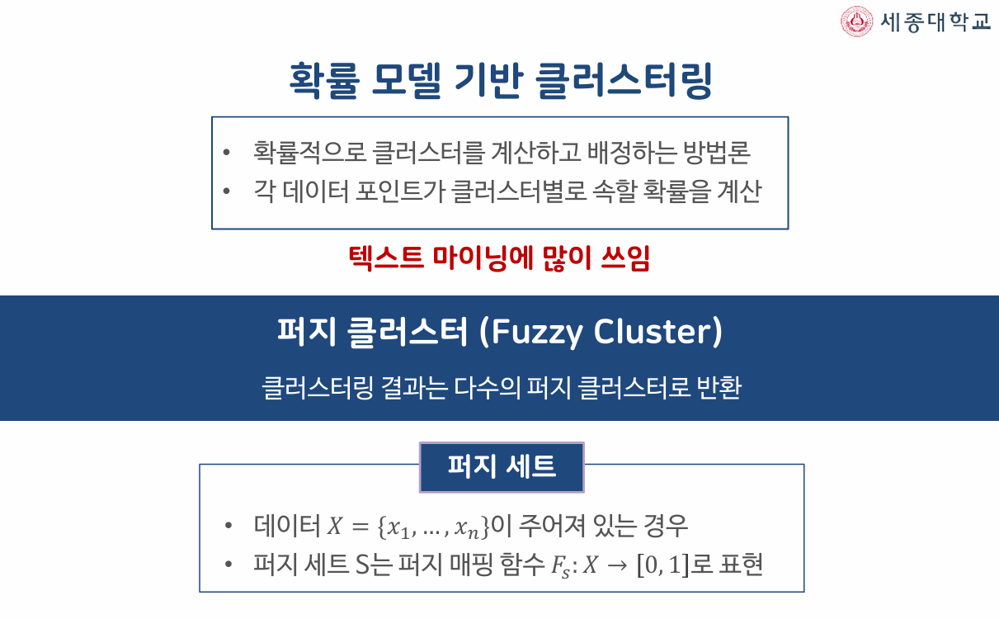 세종대학교
확률 모델 기반 클러스터링
• 확률적으로 클러스터를 계산하고 배정하는 방법론
• 각 데이터 포인트가 클러스터별로 속할 확률을 계산
텍스트 마이닝에 많이 쓰임
퍼지 클러스터 (Fuzzy Cluster)
클러스터링 결과는 다수의 퍼지 클러스터로 반환
퍼지 세트
• 데이터 X = {x₁, … , xₙ}이 주어져 있는 경우
• 퍼지 세트 S는 퍼지 매핑 함수 Fₛ: X → [0, 1]로 표현